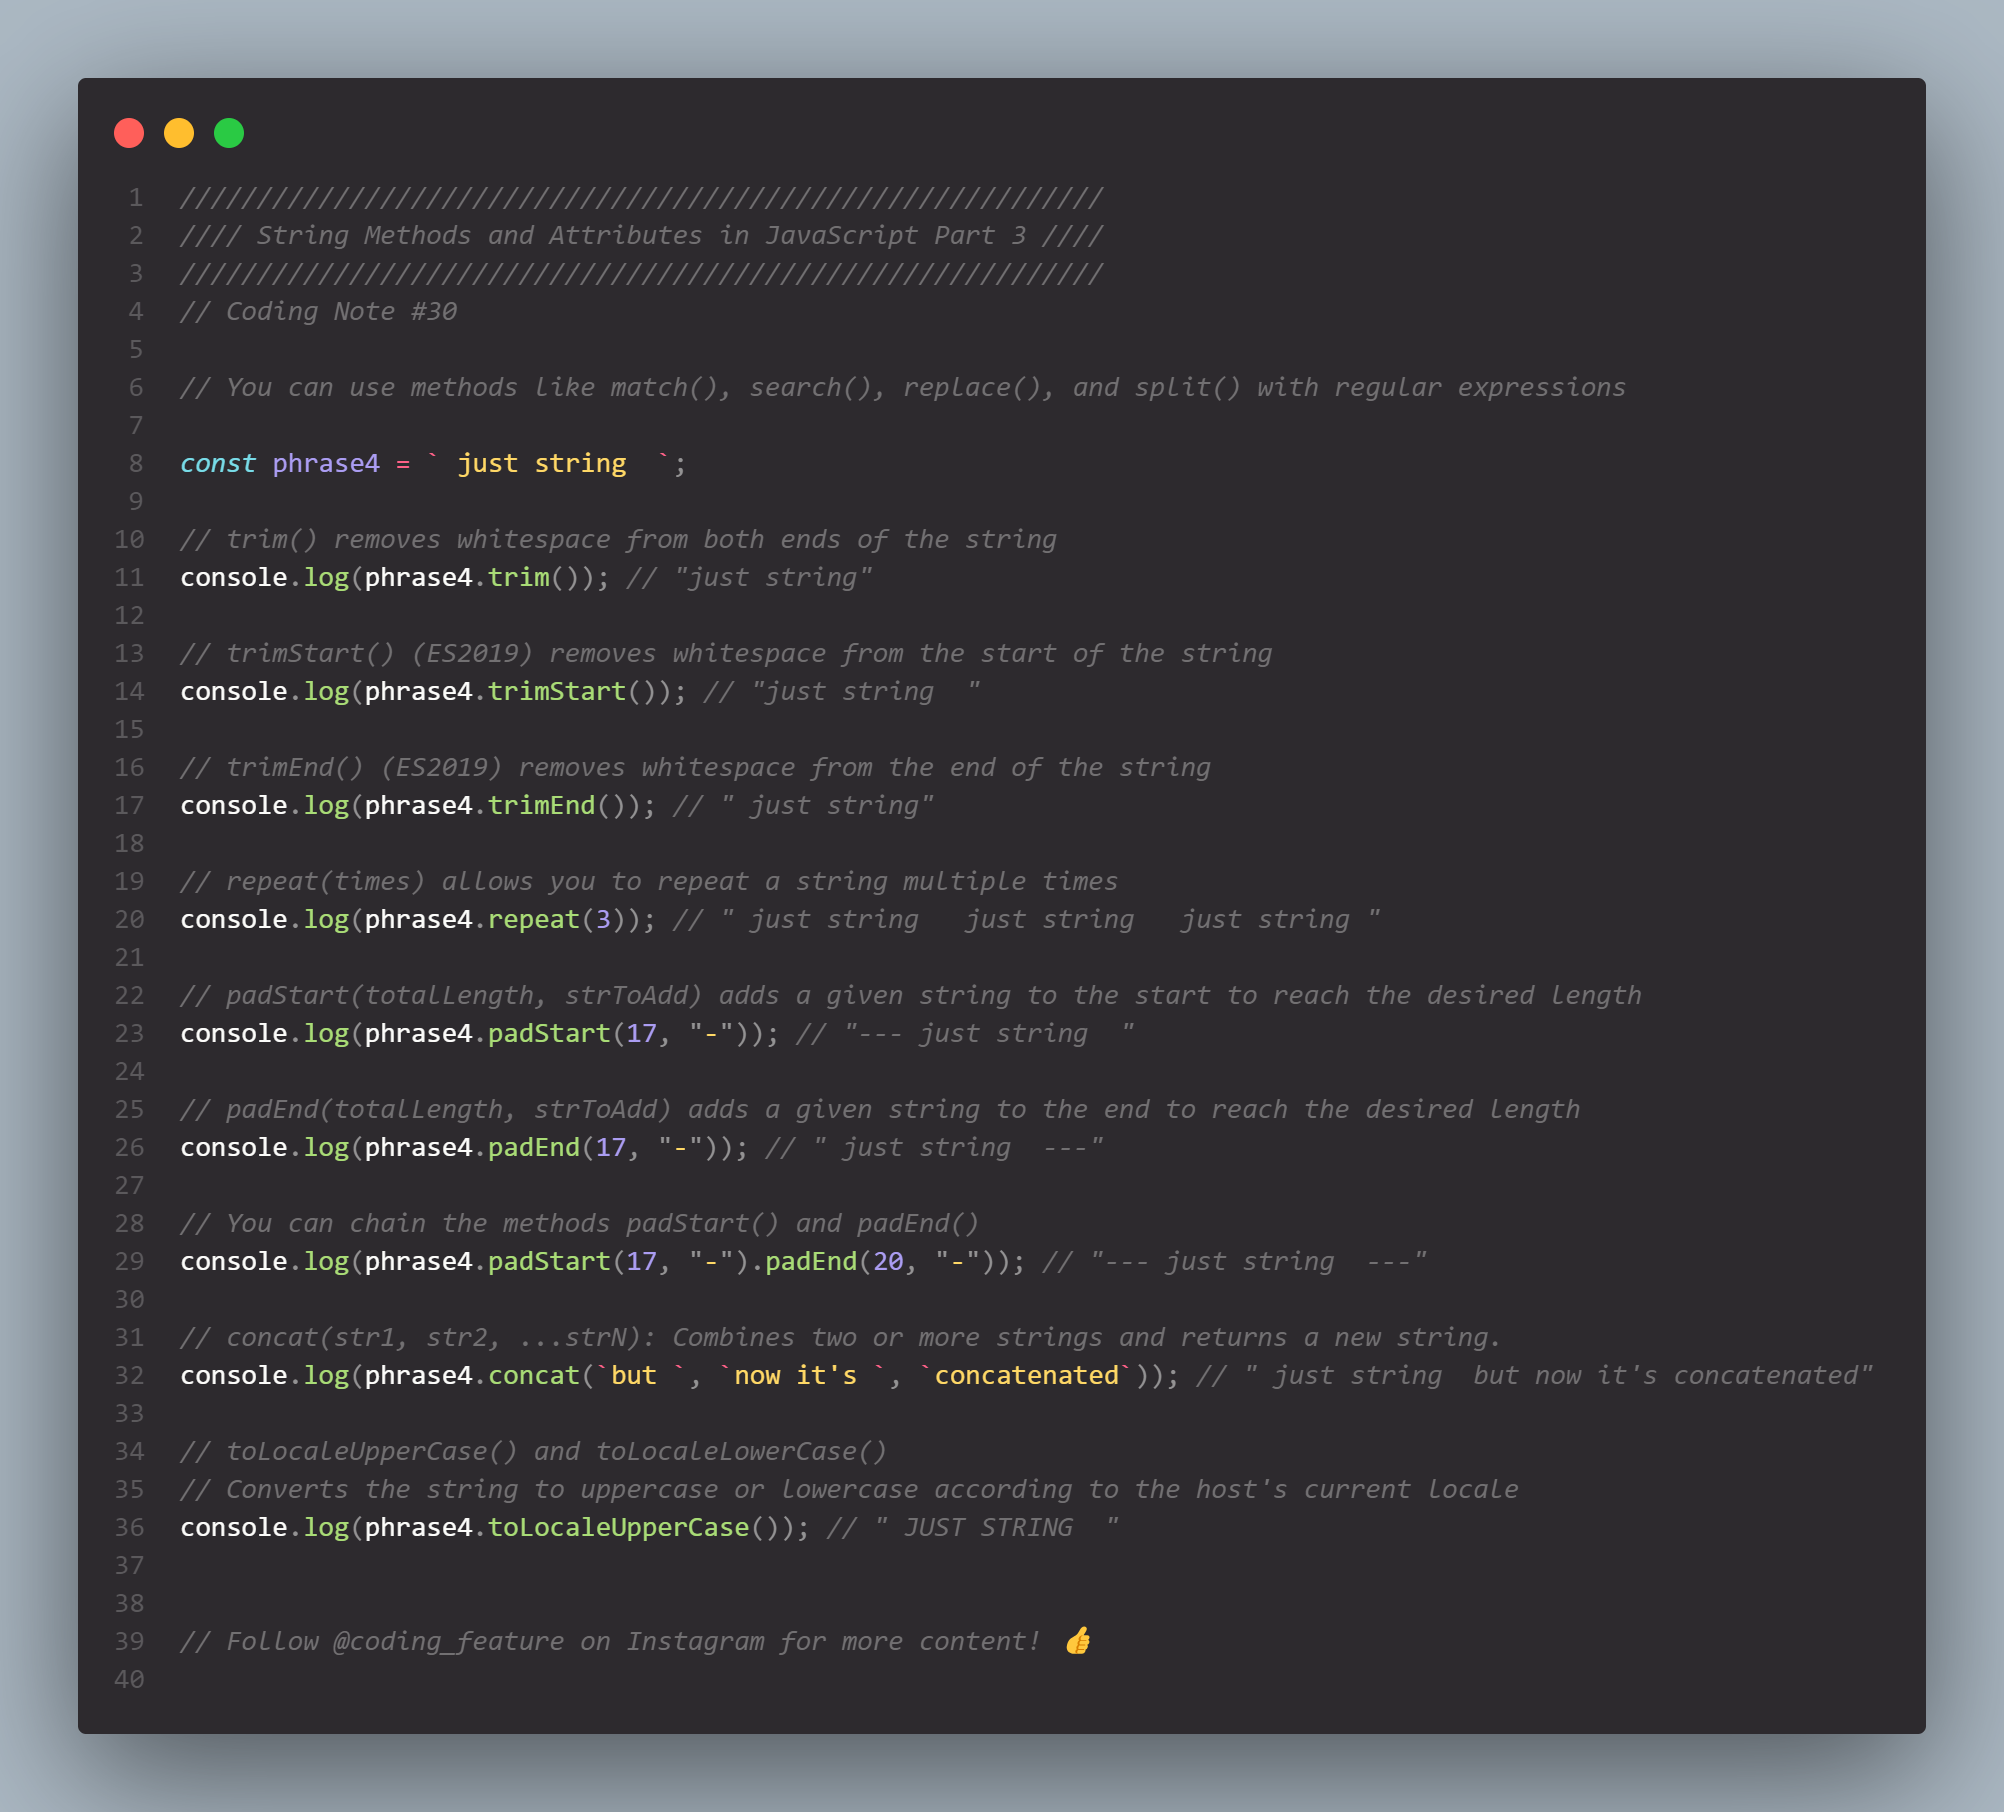 1 ////////////////////////////////////////////////////////////
2 //// String Methods and Attributes in JavaScript Part 3 ////
3 ////////////////////////////////////////////////////////////
4 // Coding Note #30
5
6 // You can use methods like match(), search(), replace(), and split() with regular expressions
7
8 const phrase4 = ` just string  `;
9
10 // trim() removes whitespace from both ends of the string
11 console.log(phrase4.trim()); // "just string"
12
13 // trimStart() (ES2019) removes whitespace from the start of the string
14 console.log(phrase4.trimStart()); // "just string  "
15
16 // trimEnd() (ES2019) removes whitespace from the end of the string
17 console.log(phrase4.trimEnd()); // " just string"
18
19 // repeat(times) allows you to repeat a string multiple times
20 console.log(phrase4.repeat(3)); // " just string   just string   just string "
21
22 // padStart(totalLength, strToAdd) adds a given string to the start to reach the desired length
23 console.log(phrase4.padStart(17, "-")); // "--- just string  "
24
25 // padEnd(totalLength, strToAdd) adds a given string to the end to reach the desired length
26 console.log(phrase4.padEnd(17, "-")); // " just string  ---"
27
28 // You can chain the methods padStart() and padEnd()
29 console.log(phrase4.padStart(17, "-").padEnd(20, "-")); // "--- just string  ---"
30
31 // concat(str1, str2, ...strN): Combines two or more strings and returns a new string.
32 console.log(phrase4.concat(`but `, `now it's `, `concatenated`)); // " just string  but now it's concatenated"
33
34 // toLocaleUpperCase() and toLocaleLowerCase()
35 // Converts the string to uppercase or lowercase according to the host's current locale
36 console.log(phrase4.toLocaleUpperCase()); // " JUST STRING  "
37
38
39 // Follow @coding_feature on Instagram for more content! 👍
40